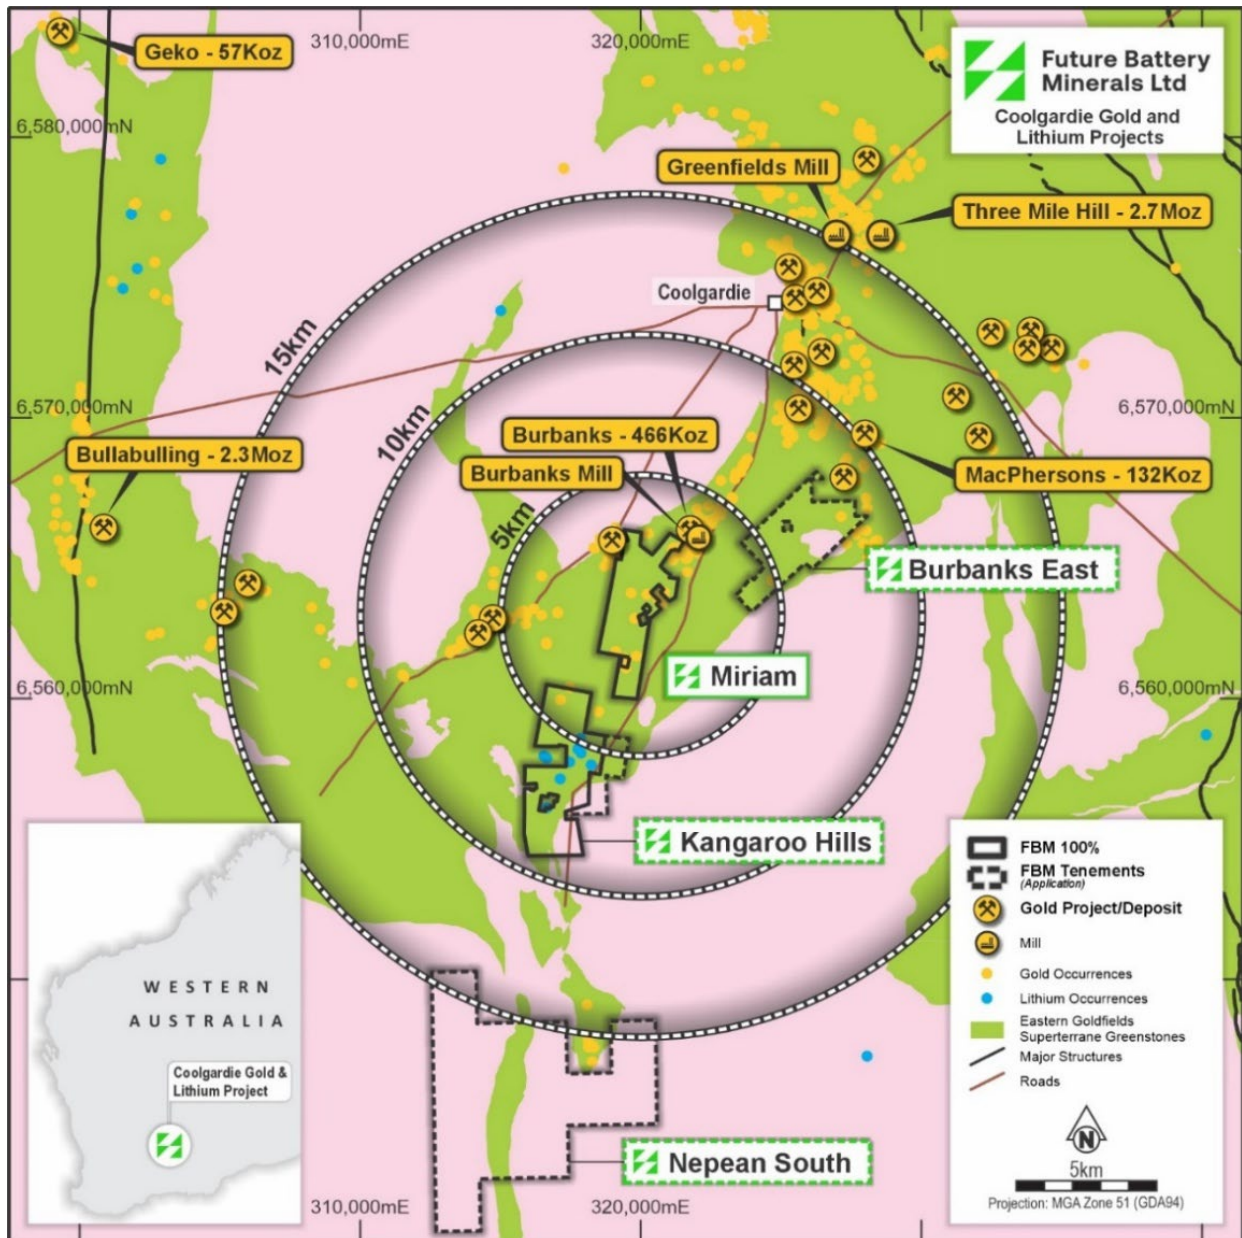 310,000mE
320,000mE
Geko - 57Koz
Future Battery
Minerals Ltd
Coolgardie Gold and
Lithium Projects
6,580,000mN
Greenfields Mill
Three Mile Hill - 2.7Moz
Coolgardie
15km
10km
5km
6,570,000mN
6,570,000mN
Burbanks - 466Koz
Bullabulling - 2.3Moz
Burbanks Mill
MacPhersons - 132Koz
Burbanks East
Miriam
6,560,000mN
6,560,000mN
Kangaroo Hills
Nepean South
WESTERN
AUSTRALIA
Coolgardie Gold &
Lithium Project
FBM 100%
FBM Tenements
(Application)
Gold Project/Deposit
Mill
Gold Occurrences
Lithium Occurrences
Eastern Goldfields
Superterrane Greenstones
Major Structures
Roads
N
5km
Projection: MGA Zone 51 (GDA94)
310,000mE
320,000mE